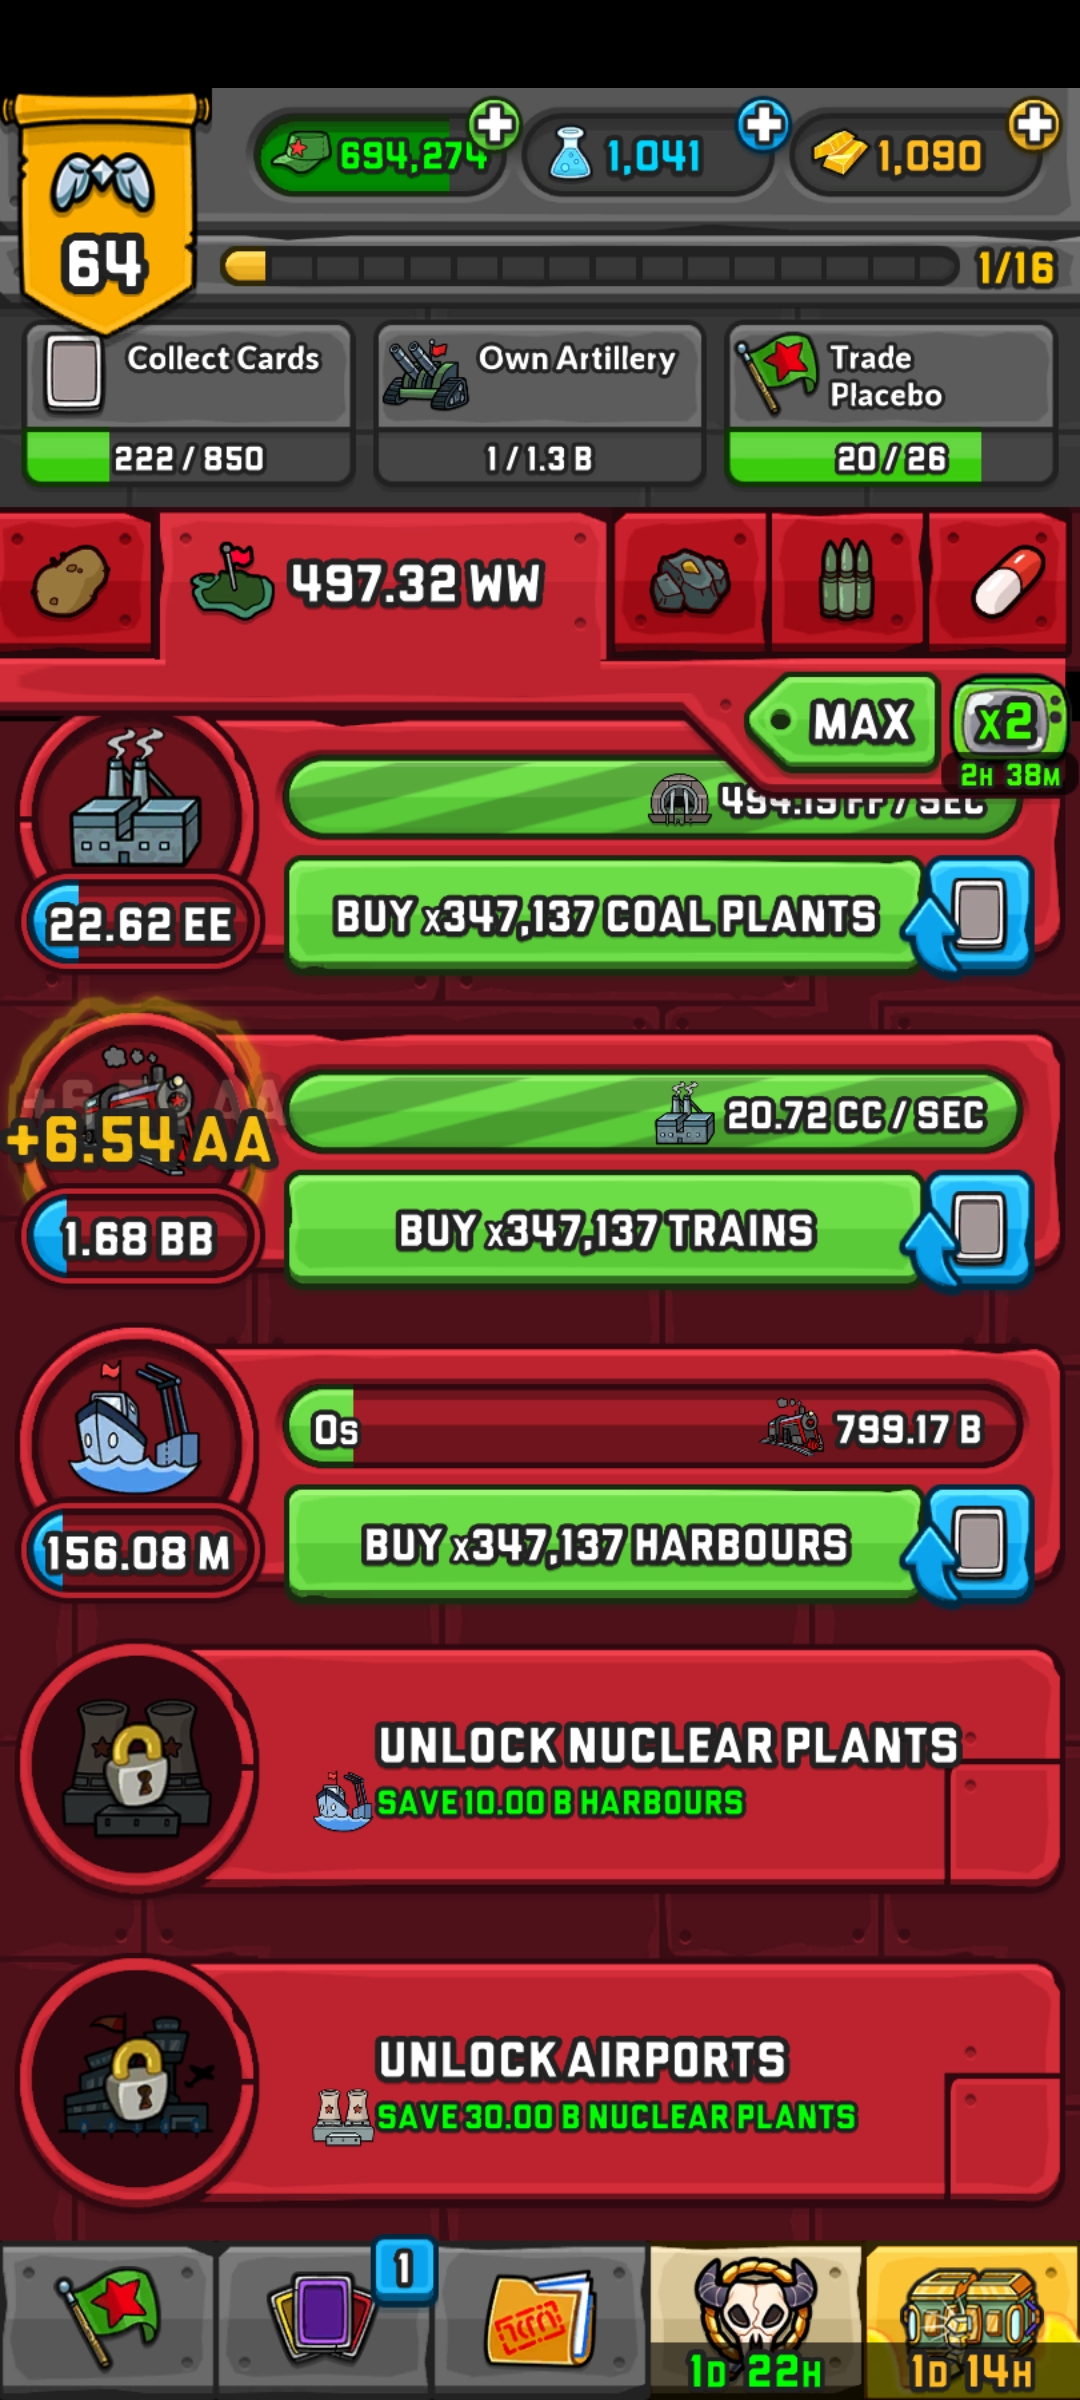 694,274
1,041
1,090
64
1/16
Collect Cards
222 / 850
Own Artillery
1 / 1.3 B
Trade
Placebo
20 / 26
497.32 WW
MAX
x2
2H 38M
494.15 FF / SEC
22.62 EE
BUY x347,137 COAL PLANTS
+6.54 AA
20.72 CC / SEC
1.68 BB
BUY x347,137 TRAINS
0s
799.17 B
156.08 M
BUY x347,137 HARBOURS
UNLOCK NUCLEAR PLANTS
SAVE 10.00 B HARBOURS
UNLOCK AIRPORTS
SAVE 30.00 B NUCLEAR PLANTS
1
1D 22H
1D 14H